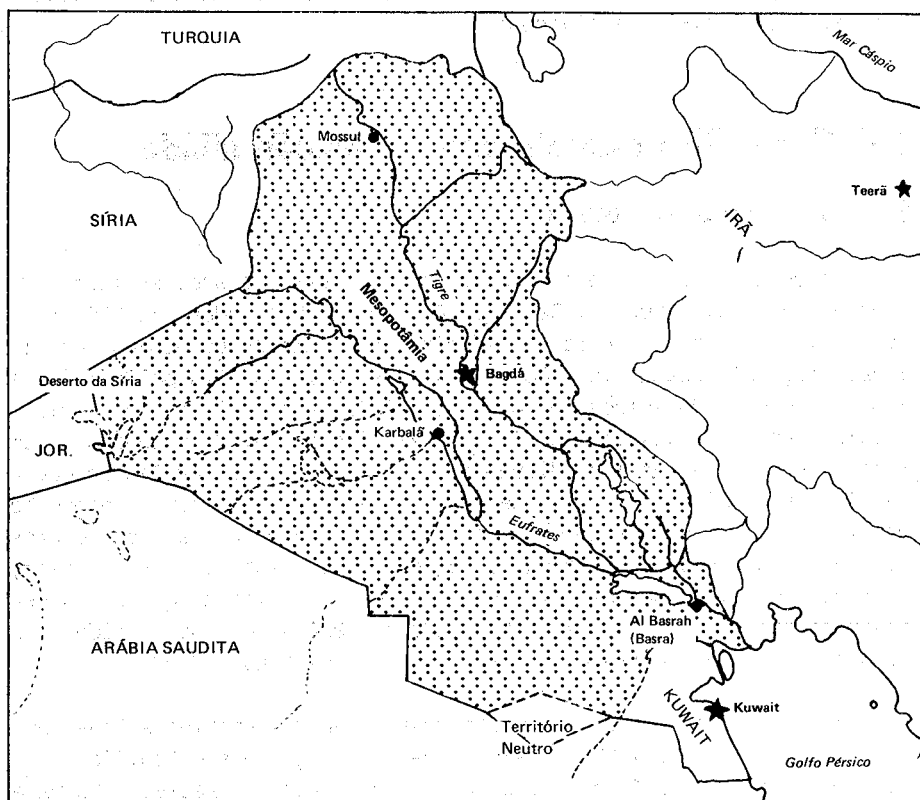 TURQUIA
Mar Cáspio
Mossul
Teerã
SÍRIA
IRÃ
Tigre
Mesopotâmia
Deserto da Síria
Bagdá
JOR.
Karbalã
Eufrates
Al Basrah
(Basra)
ARÁBIA SAUDITA
KUWAIT
Kuwait
Território
Neutro
Golfo Pérsico